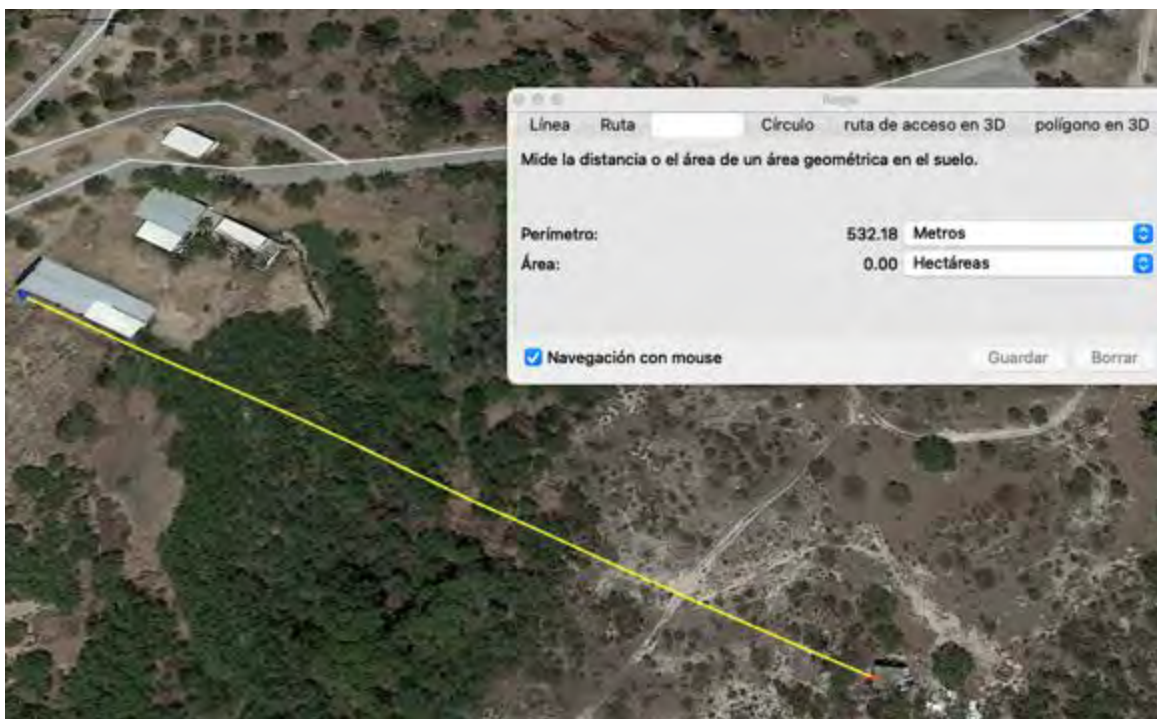 Regla
Línea Ruta Círculo ruta de acceso en 3D polígono en 3D
Mide la distancia o el área de un área geométrica en el suelo.
Perímetro: 532.18 Metros
Área: 0.00 Hectáreas
Navegación con mouse Guardar Borrar